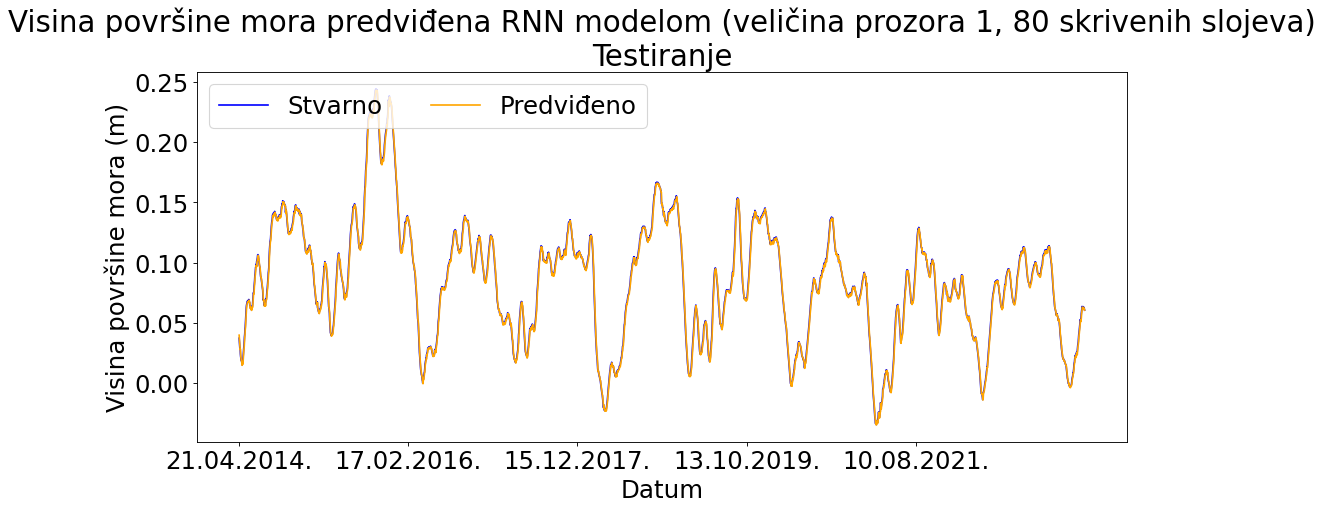 Visina površine mora predviđena RNN modelom (veličina prozora 1, 80 skrivenih slojeva)
Testiranje
Stvarno Predviđeno
Visina površine mora (m)
0.25
0.20
0.15
0.10
0.05
0.00
21.04.2014. 17.02.2016. 15.12.2017. 13.10.2019. 10.08.2021.
Datum